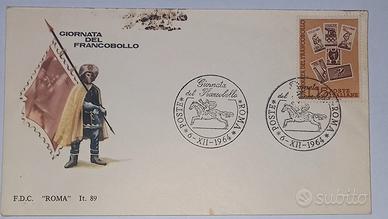 GIORNATA
DEL
FRANCOBOLLO
Giornata
del Francobollo
POSTE ROMA
6-XII-1964
POSTE ROMA
6-XII-1964
F.D.C. "ROMA" It. 89
subito